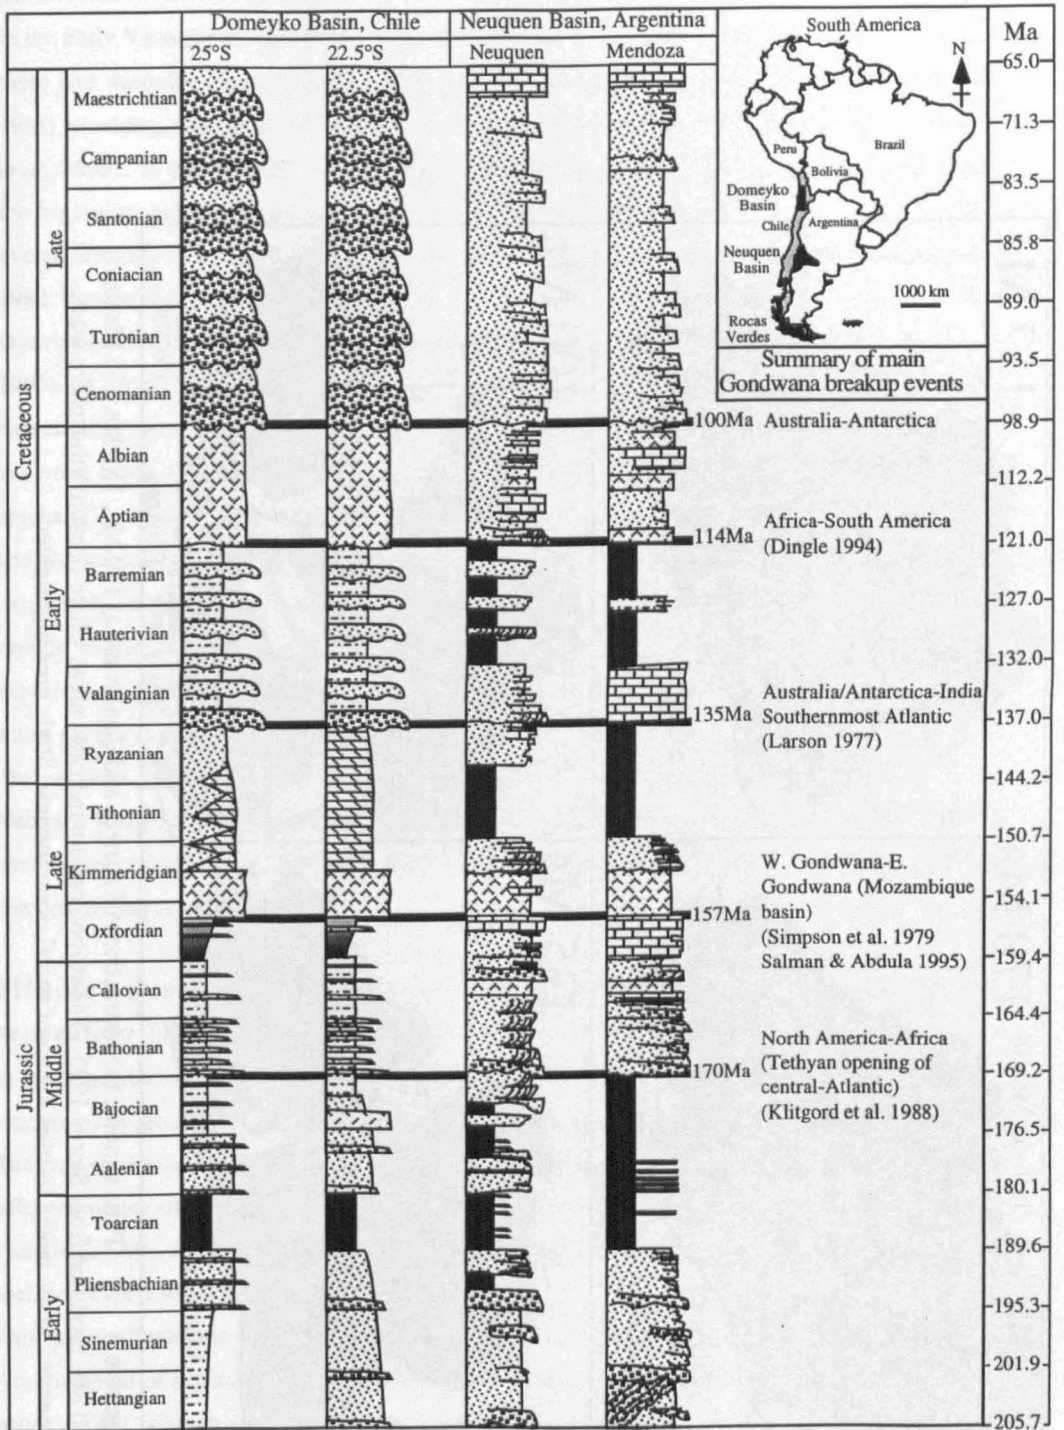 Domeyko Basin, Chile
Neuquen Basin, Argentina
25°S
22.5°S
Neuquen
Mendoza
South America
N
Peru
Brazil
Bolivia
Domeyko
Basin
Chile
Argentina
Neuquen
Basin
1000 km
Rocas
Verdes
Summary of main
Gondwana breakup events
Ma
65.0
71.3
83.5
85.8
89.0
93.5
98.9
112.2
121.0
127.0
132.0
137.0
144.2
150.7
154.1
159.4
164.4
169.2
176.5
180.1
189.6
195.3
201.9
205.7
Cretaceous
Late
Maestrichtian
Campanian
Santonian
Coniacian
Turonian
Cenomanian
Early
Albian
Aptian
Barremian
Hauterivian
Valanginian
Ryazanian
Jurassic
Late
Tithonian
Kimmeridgian
Oxfordian
Middle
Callovian
Bathonian
Bajocian
Aalenian
Early
Toarcian
Pliensbachian
Sinemurian
Hettangian
100Ma Australia-Antarctica
114Ma
Africa-South America
(Dingle 1994)
135Ma
Australia/Antarctica-India
Southernmost Atlantic
(Larson 1977)
157Ma
W. Gondwana-E.
Gondwana (Mozambique
basin)
(Simpson et al. 1979
Salman & Abdula 1995)
170Ma
North America-Africa
(Tethyan opening of
central-Atlantic)
(Klitgord et al. 1988)